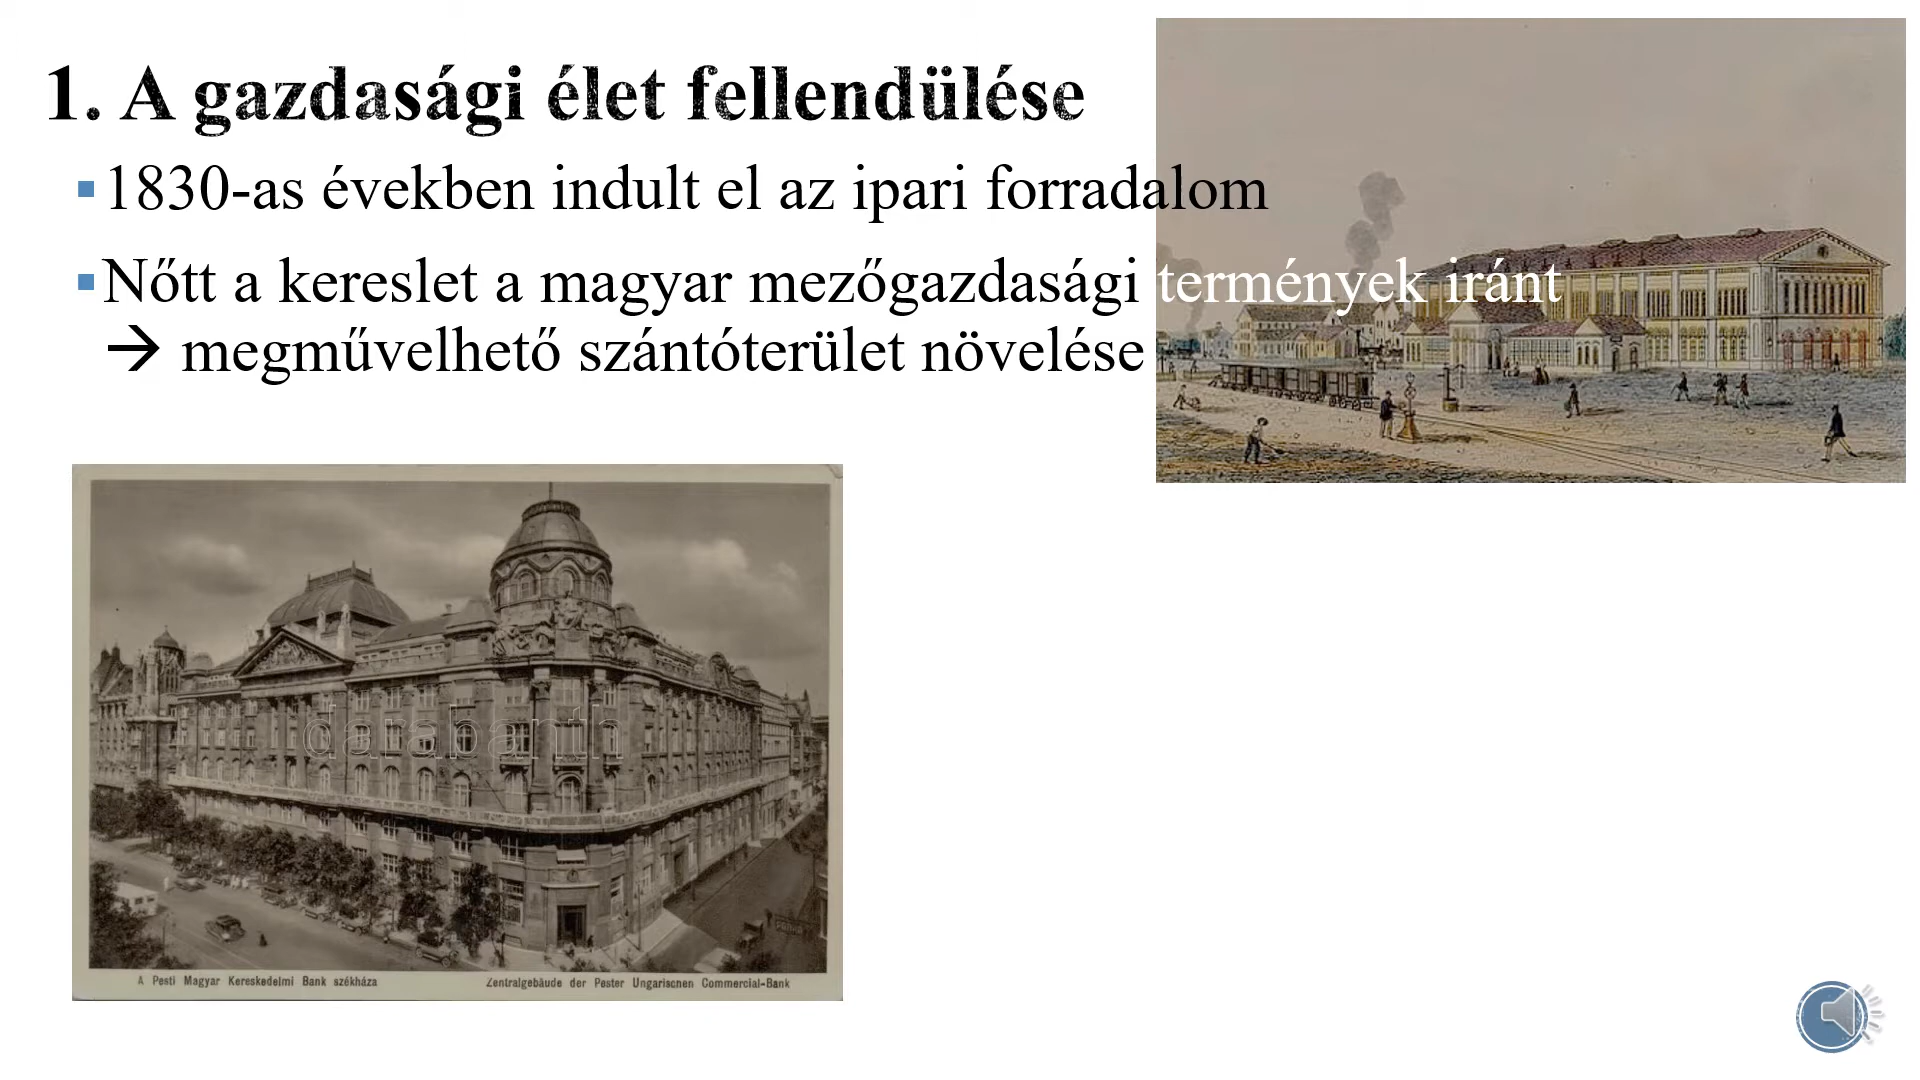 1. A gazdasági élet fellendülése
▪1830-as években indult el az ipari forradalom
▪Nőtt a kereslet a magyar mezőgazdasági termények iránt
→ megművelhető szántóterület növelése
darabanth
A Pesti Magyar Kereskedelmi Bank székháza
Zentralgebäude der Pester Ungarischen Commercial-Bank